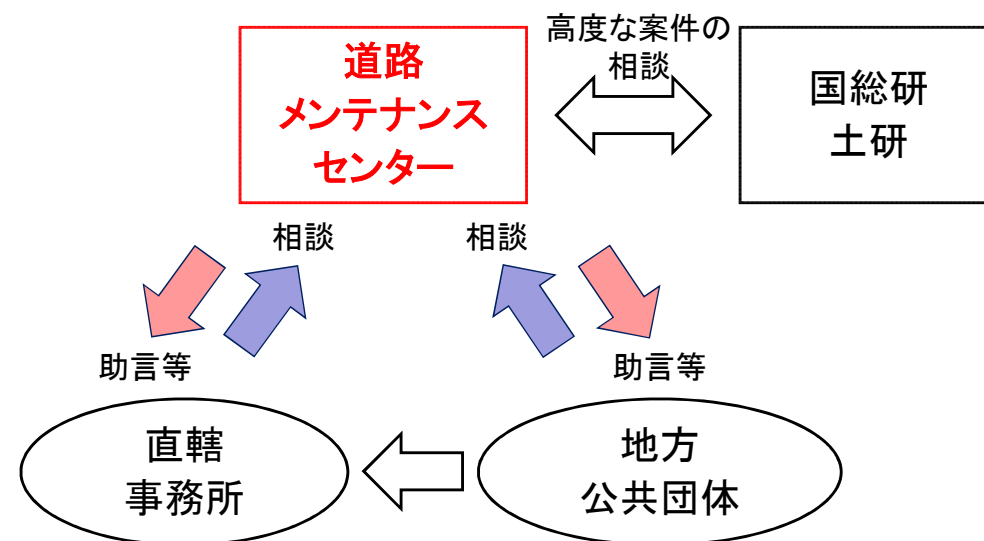 高度な案件の
相談
道路
メンテナンス
センター
国総研
土研
相談
相談
助言等
助言等
直轄
事務所
地方
公共団体